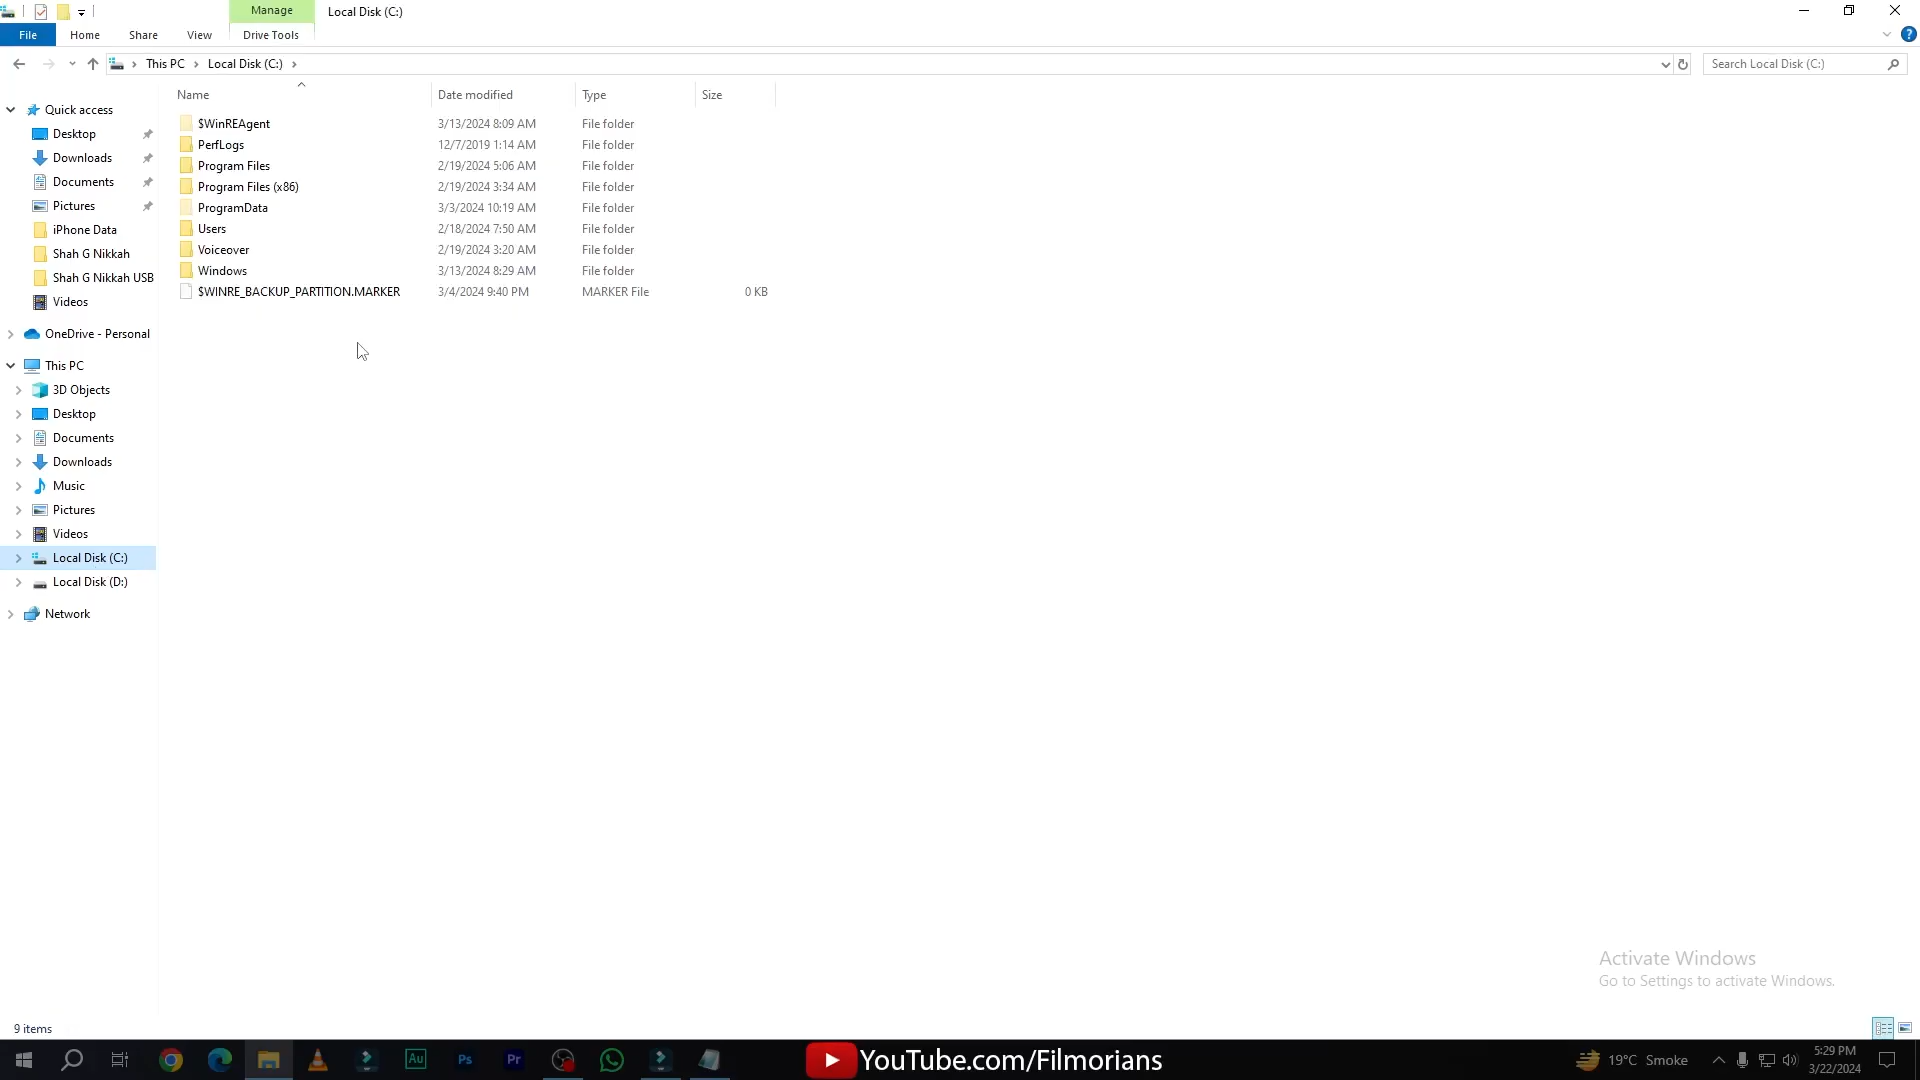 Manage Local Disk (C:)
File Home Share View Drive Tools
This PC Local Disk (C:) Search Local Disk (C:)
Name Date modified Type Size
Quick access
Desktop
Downloads
Documents
Pictures
iPhone Data
Shah G Nikkah
Shah G Nikkah USB
Videos
OneDrive - Personal
This PC
3D Objects
Desktop
Documents
Downloads
Music
Pictures
Videos
Local Disk (C:)
Local Disk (D:)
Network
$WinREAgent 3/13/2024 8:09 AM File folder
PerfLogs 12/7/2019 1:14 AM File folder
Program Files 2/19/2024 5:06 AM File folder
Program Files (x86) 2/19/2024 3:34 AM File folder
ProgramData 3/3/2024 10:19 AM File folder
Users 2/18/2024 7:50 AM File folder
Voiceover 2/19/2024 3:20 AM File folder
Windows 3/13/2024 8:29 AM File folder
$WINRE_BACKUP_PARTITION.MARKER 3/4/2024 9:40 PM MARKER File 0 KB
Activate Windows
Go to Settings to activate Windows.
9 items
Au Ps Pr YouTube.com/Filmorians 19°C Smoke 5:29 PM
3/22/2024